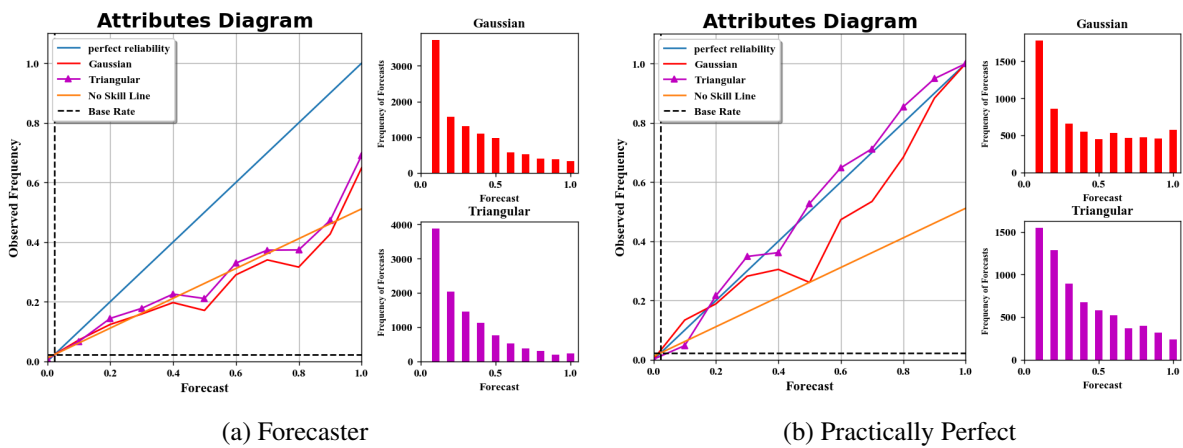 Attributes Diagram
perfect reliability
Gaussian
Triangular
No Skill Line
Base Rate
Observed Frequency
1.0
0.8
0.6
0.4
0.2
0.0
0.0 0.2 0.4 0.6 0.8 1.0
Forecast
Gaussian
Frequency of Forecasts
3000
2000
1000
0
0.0 0.5 1.0
Forecast
Triangular
Frequency of Forecasts
4000
3000
2000
1000
0
0.0 0.5 1.0
Forecast
(a) Forecaster
Attributes Diagram
perfect reliability
Gaussian
Triangular
No Skill Line
Base Rate
Observed Frequency
1.0
0.8
0.6
0.4
0.2
0.0
0.0 0.2 0.4 0.6 0.8 1.0
Forecast
Gaussian
Frequency of Forecasts
1500
1000
500
0
0.0 0.5 1.0
Forecast
Triangular
Frequency of Forecasts
1500
1000
500
0
0.0 0.5 1.0
Forecast
(b) Practically Perfect